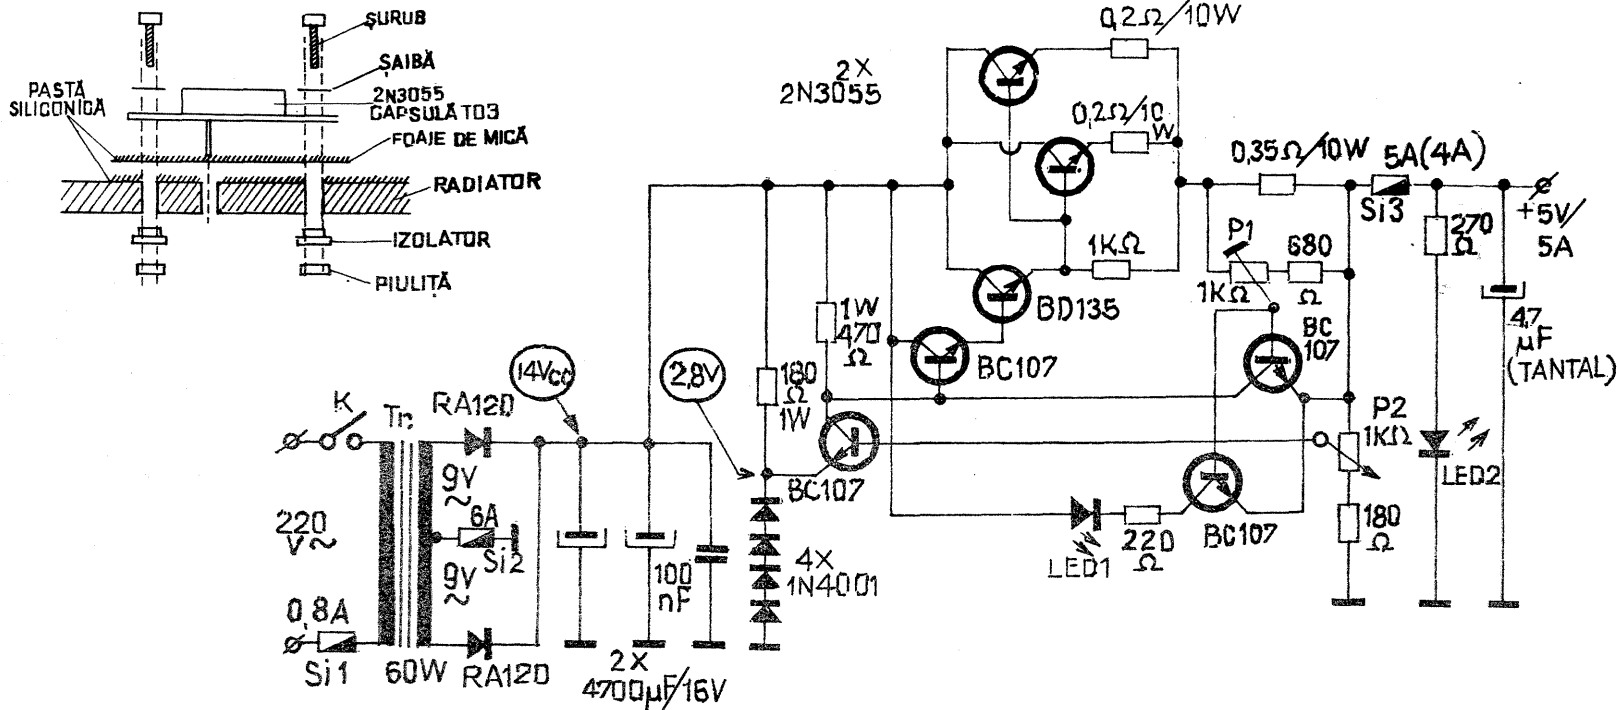 ȘURUB
ȘAIBĂ
2N3055
CAPSULĂ TO3
FOAIE DE MICĂ
PASTĂ
SILICONICĂ
RADIATOR
IZOLATOR
PIULIȚĂ
0,2Ω/10W
2X
2N3055
0,2Ω/10
W
0,35Ω/10W
5A(4A)
Si3
+5V/
5A
270
Ω
P1
680
Ω
1KΩ
1KΩ
BD135
1W
470
Ω
BC107
BC
107
47
µF
(TANTAL)
14Vcc
2,8V
180
Ω
1W
P2
1KΩ
K
Tr.
RA120
9V
~
6A
Si2
220
V~
9V
~
0,8A
Si1
60W
RA120
2X
4700µF/16V
100
nF
BC107
4X
1N4001
LED1
220
Ω
BC107
180
Ω
LED2